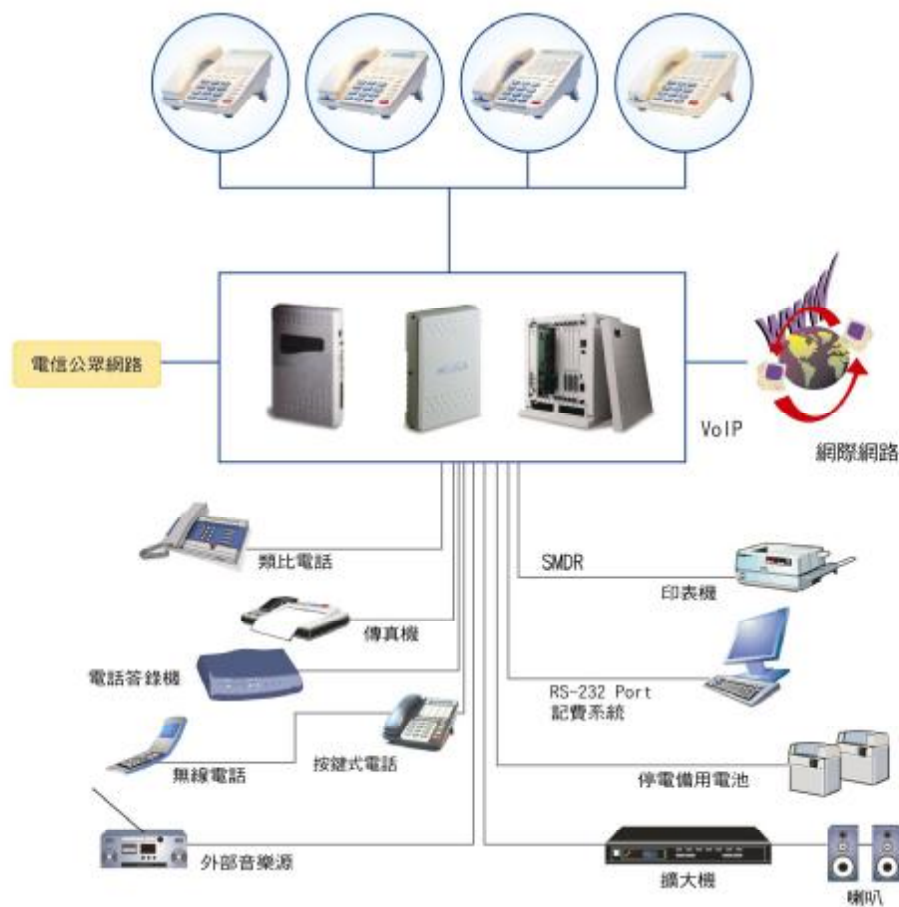 電信公眾網路
WWW
VoIP
網際網路
類比電話
SMDR
印表機
傳真機
電話答錄機
RS-232 Port
記費系統
無線電話
按鍵式電話
停電備用電池
外部音樂源
擴大機
喇叭